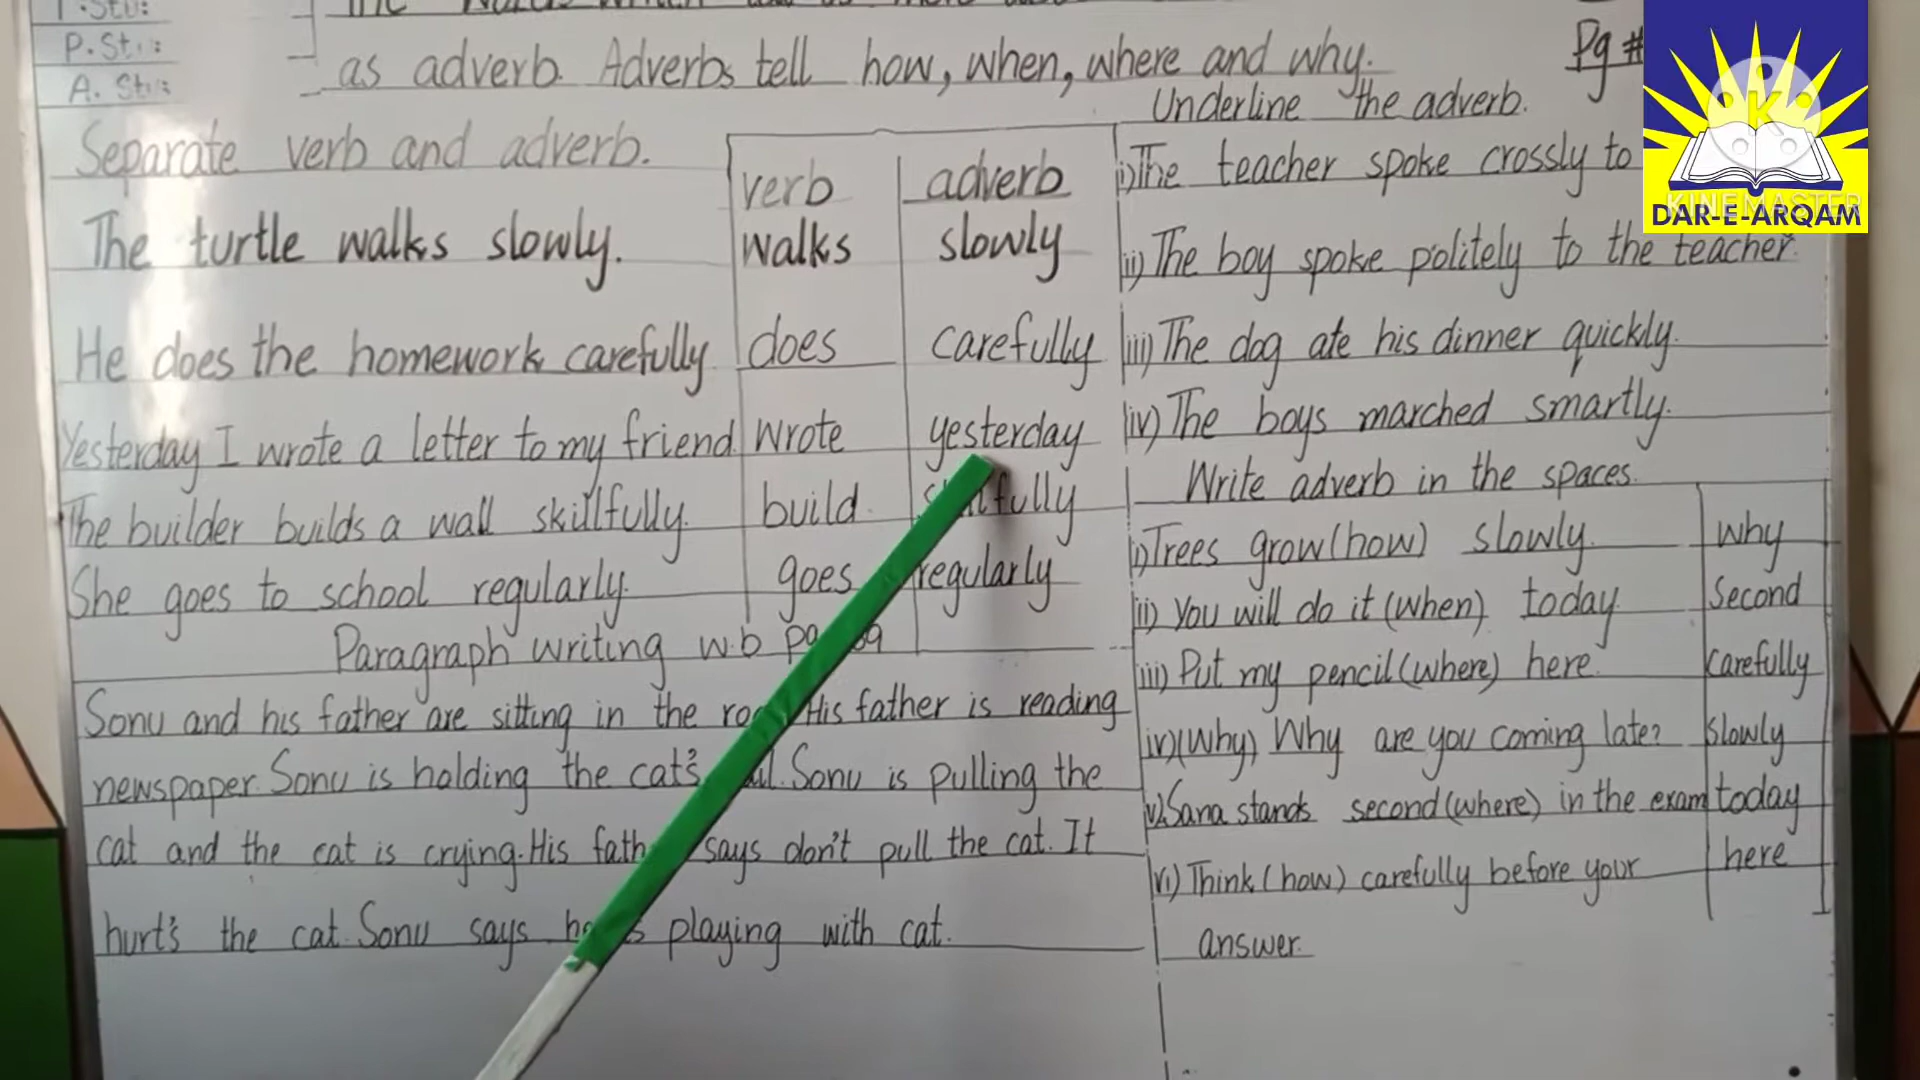 P. St
A. St
as adverb. Adverbs tell how, when, where and why.
Pg #
Separate verb and adverb.
verb adverb
The turtle walks slowly. walks slowly
He does the homework carefully does carefully
Yesterday I wrote a letter to my friend. wrote yesterday
The builder builds a wall skillfully. build
She goes to school regularly. goes regularly
Paragraph writing w.b
Sonu and his father are sitting in the His father is reading
newspaper. Sonu is holding the cat's Sonu is pulling the
cat and the cat is crying. His says don't pull the cat. It
hurt's the cat. Sonu says playing with cat.
Underline the adverb.
i) The teacher spoke crossly to
ii) The boy spoke politely to the teacher.
iii) The dog ate his dinner quickly.
iv) The boys marched smartly.
Write adverb in the spaces.
i) Trees grow (how) slowly. why
ii) You will do it (when) today. second
iii) Put my pencil (where) here. carefully
iv) (Why) Why are you coming late? slowly
v) Sana stands second (where) in the exam today
vi) Think (how) carefully before your here
answer.
K
KINEMASTER
DAR-E-ARQAM